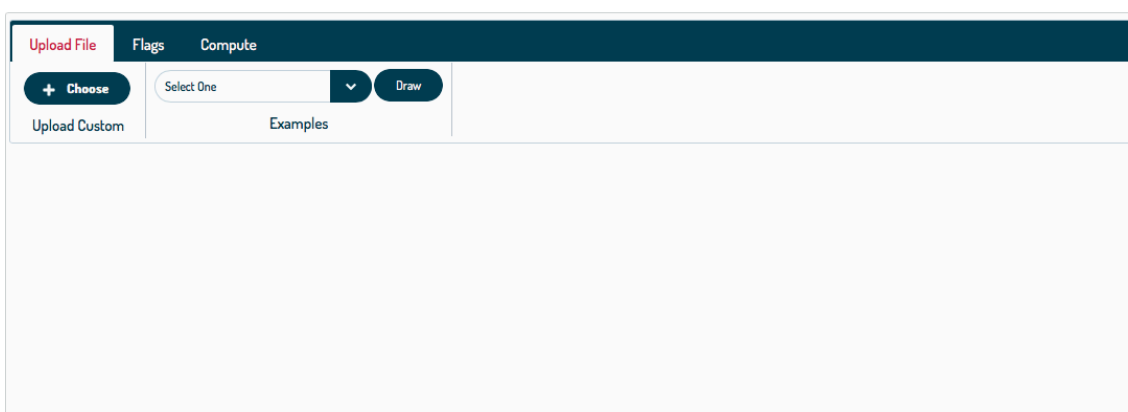 Upload File Flags Compute
+ Choose Select One Draw
Upload Custom Examples